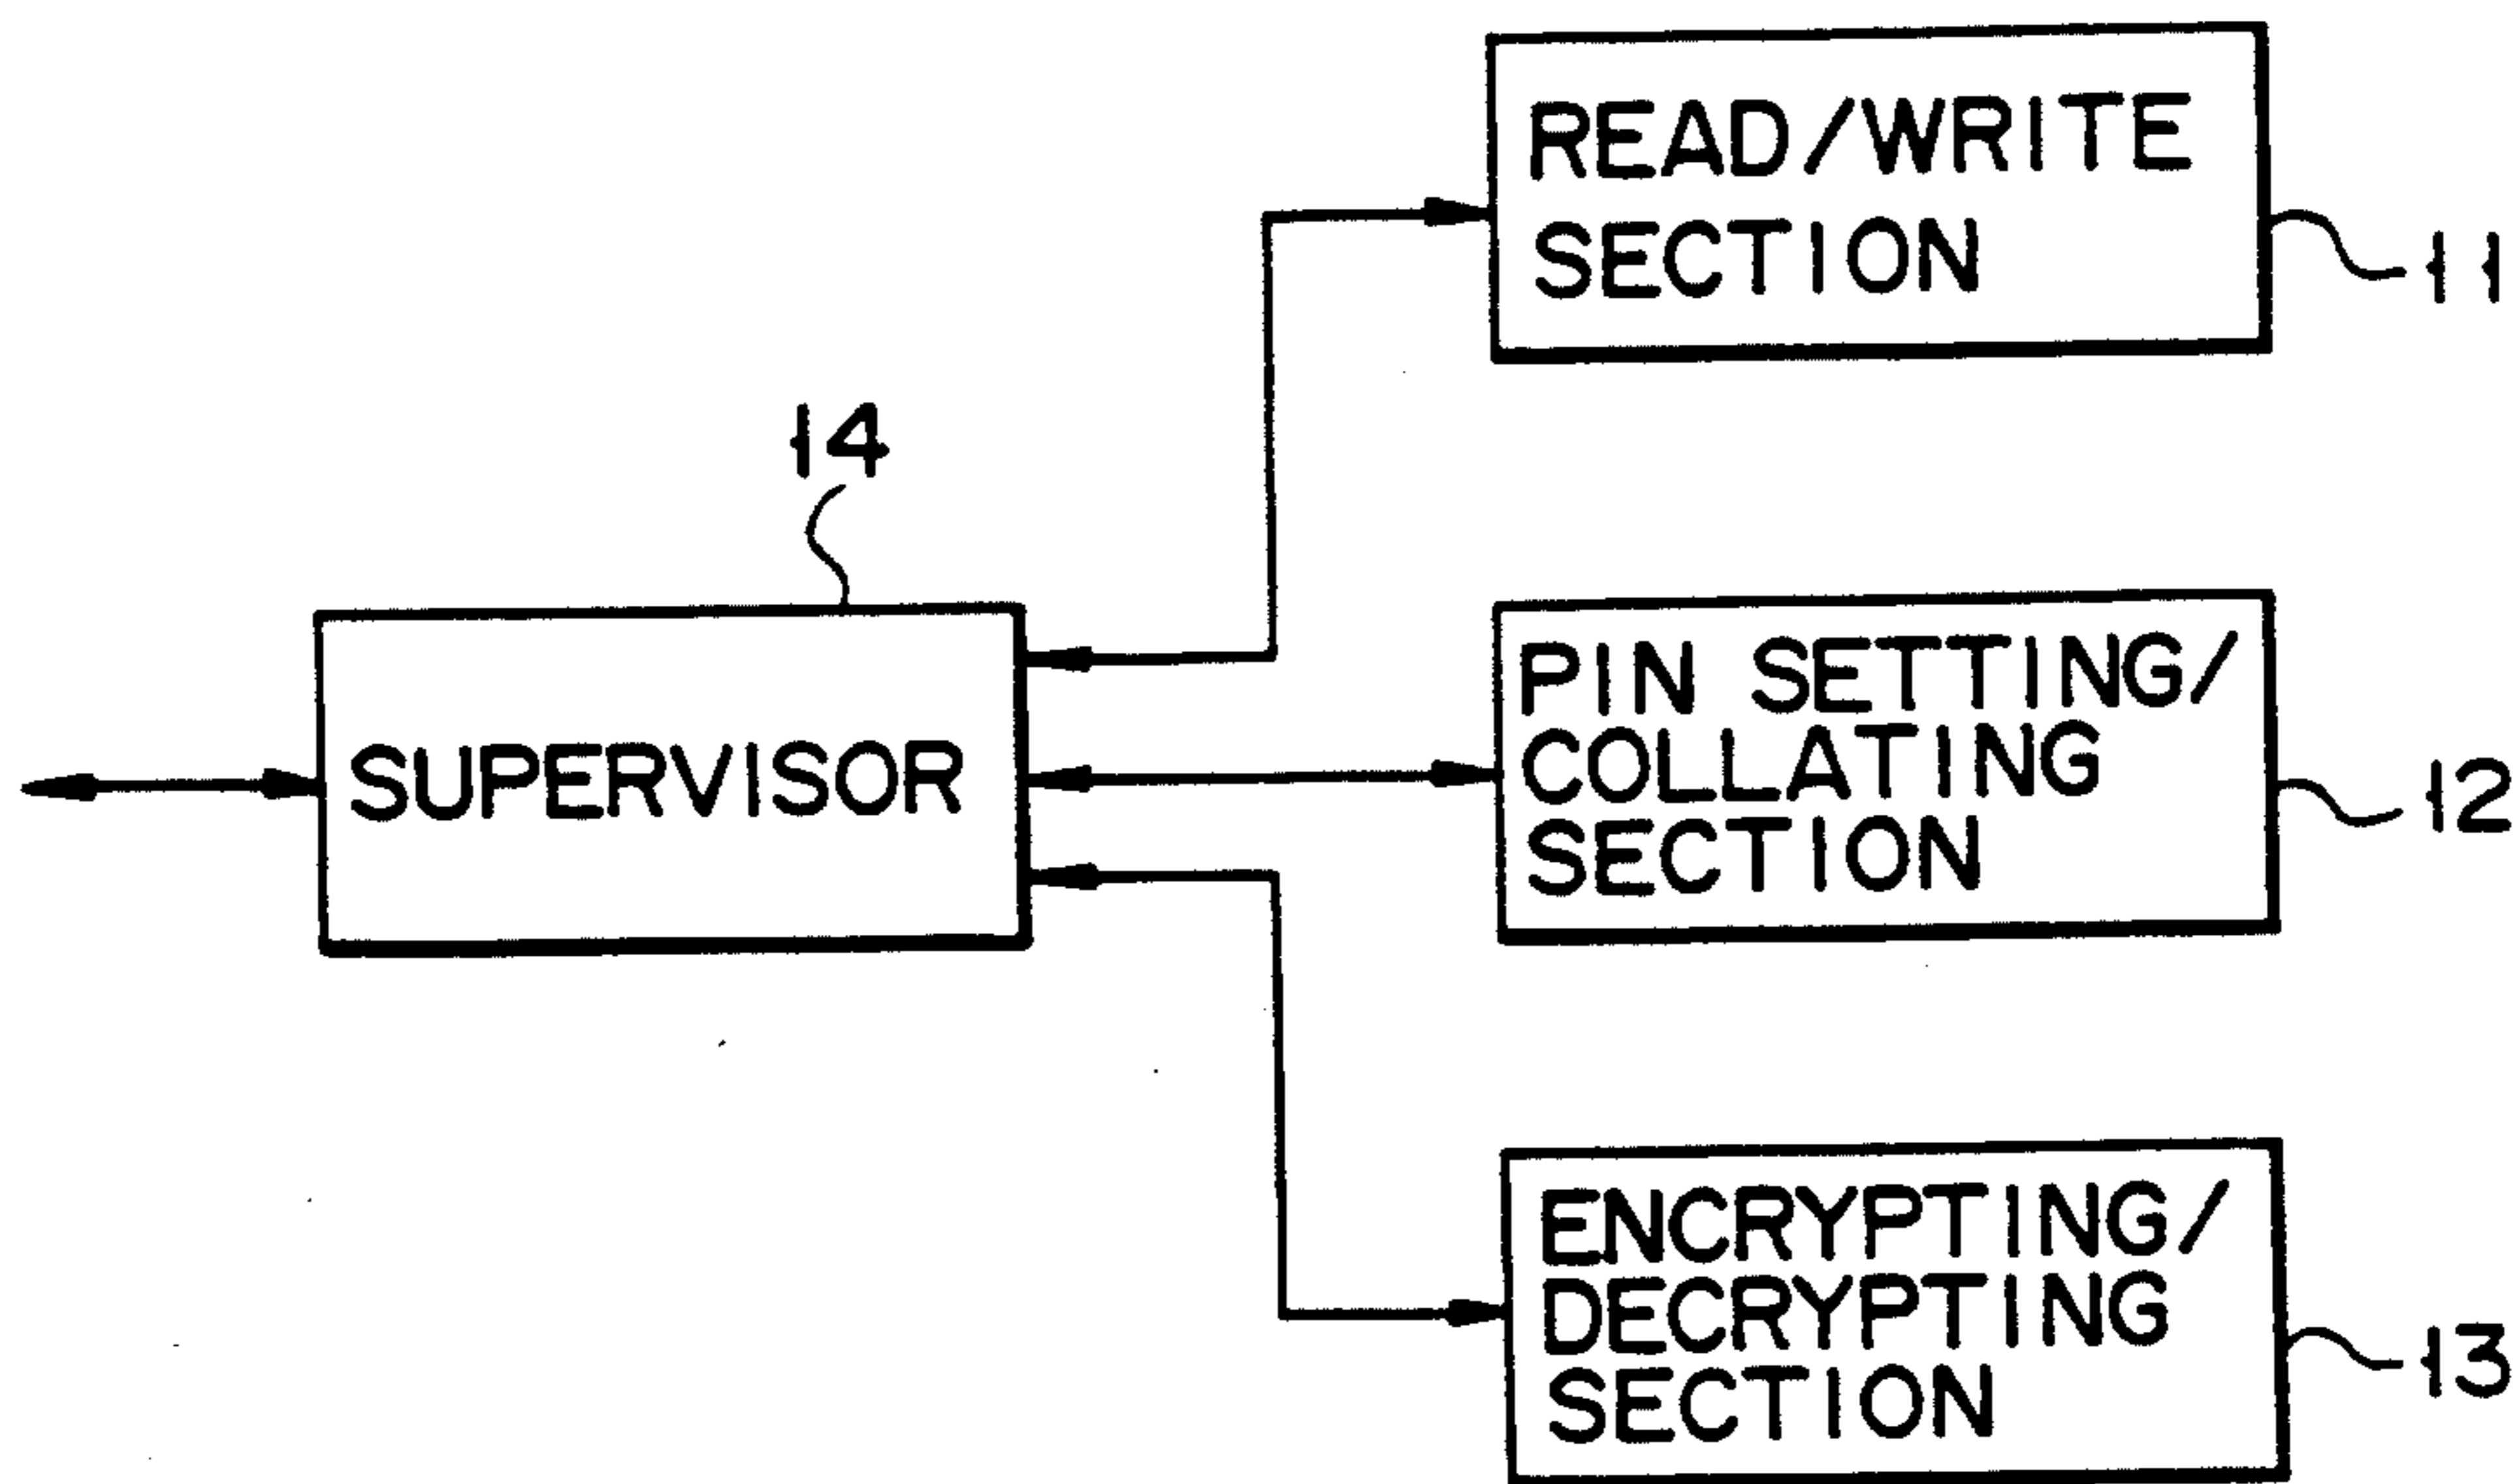 READ/WRITE
SECTION
11
14
SUPERVISOR
PIN SETTING/
COLLATING
SECTION
12
ENCRYPTING/
DECRYPTING
SECTION
13